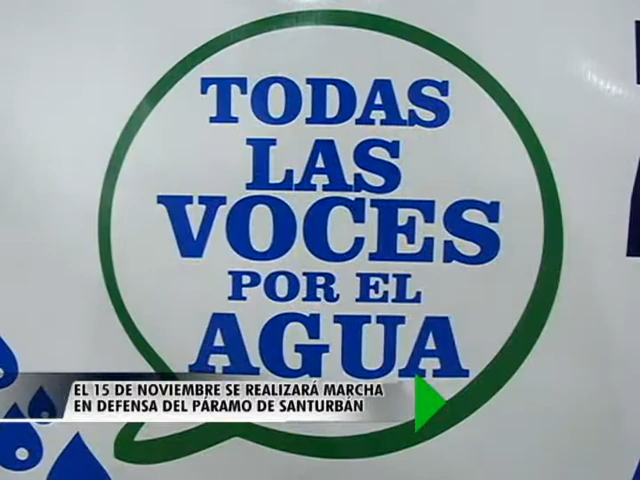 TODAS
LAS
VOCES
POR EL
AGUA
EL 15 DE NOVIEMBRE SE REALIZARÁ MARCHA
EN DEFENSA DEL PÁRAMO DE SANTURBÁN